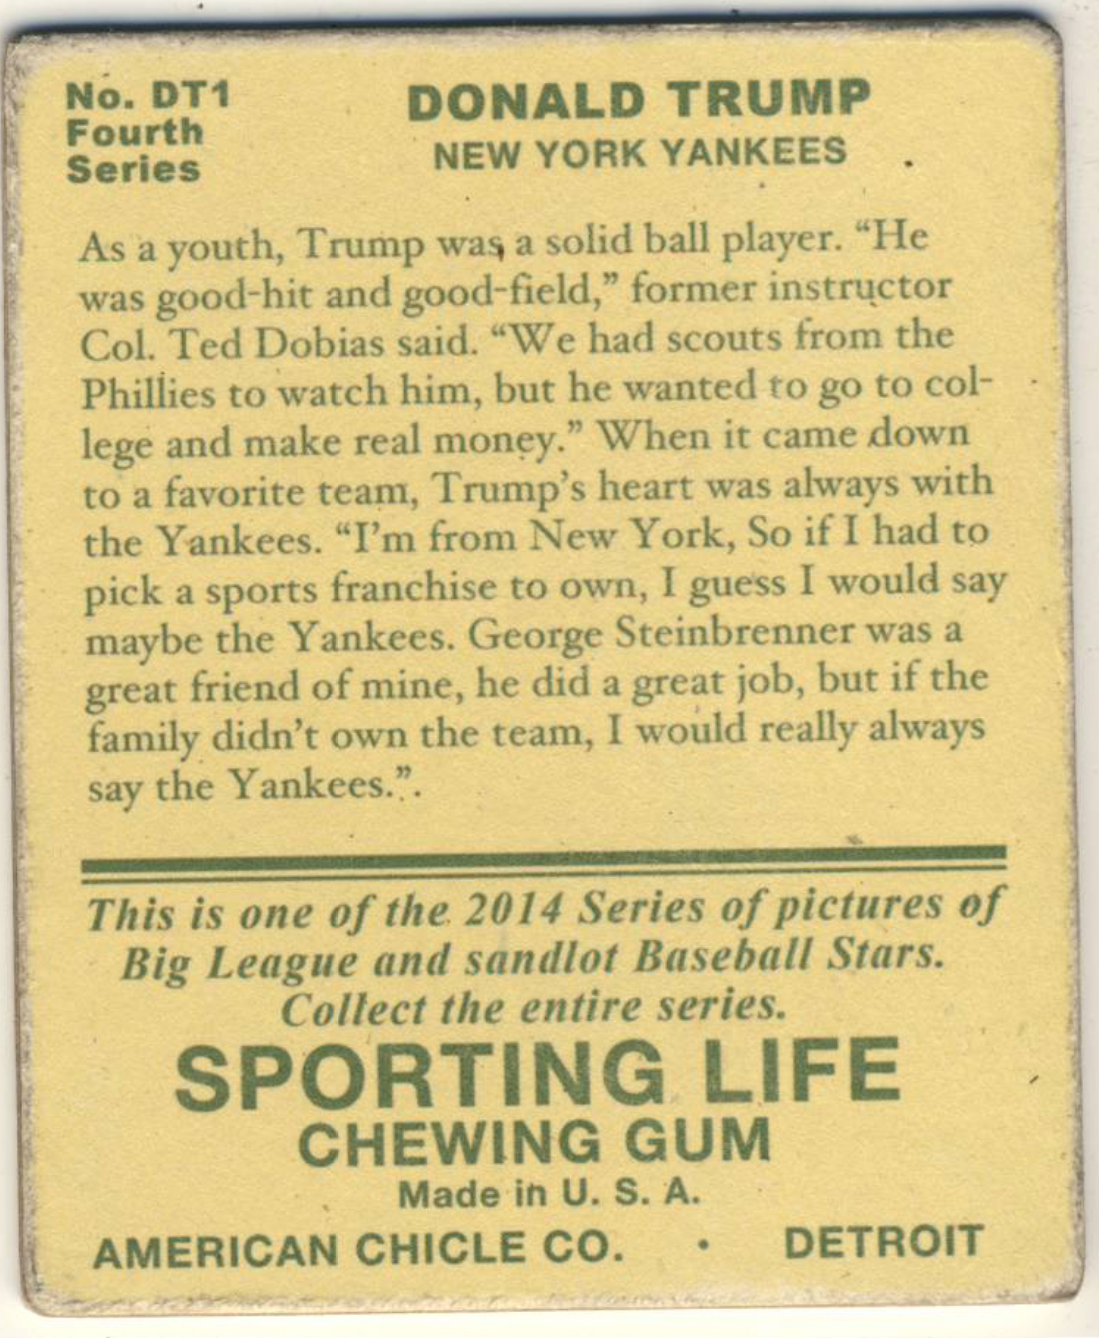 No. DT1
Fourth
Series
DONALD TRUMP
NEW YORK YANKEES
As a youth, Trump was a solid ball player. “He
was good-hit and good-field,” former instructor
Col. Ted Dobias said. “We had scouts from the
Phillies to watch him, but he wanted to go to col-
lege and make real money.” When it came down
to a favorite team, Trump’s heart was always with
the Yankees. “I’m from New York, So if I had to
pick a sports franchise to own, I guess I would say
maybe the Yankees. George Steinbrenner was a
great friend of mine, he did a great job, but if the
family didn’t own the team, I would really always
say the Yankees.”.
This is one of the 2014 Series of pictures of
Big League and sandlot Baseball Stars.
Collect the entire series.
SPORTING LIFE
CHEWING GUM
Made in U. S. A.
AMERICAN CHICLE CO. • DETROIT